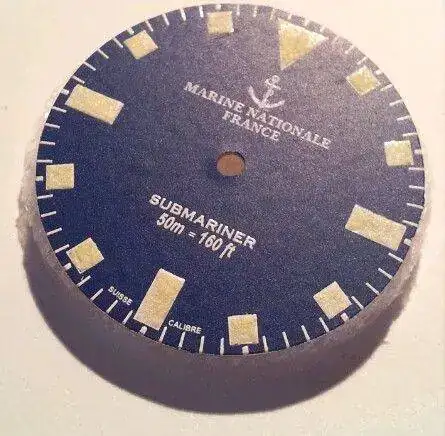 MARINE NATIONALE
FRANCE
SUBMARINER
50m = 160 ft
SUISSE CALIBRE